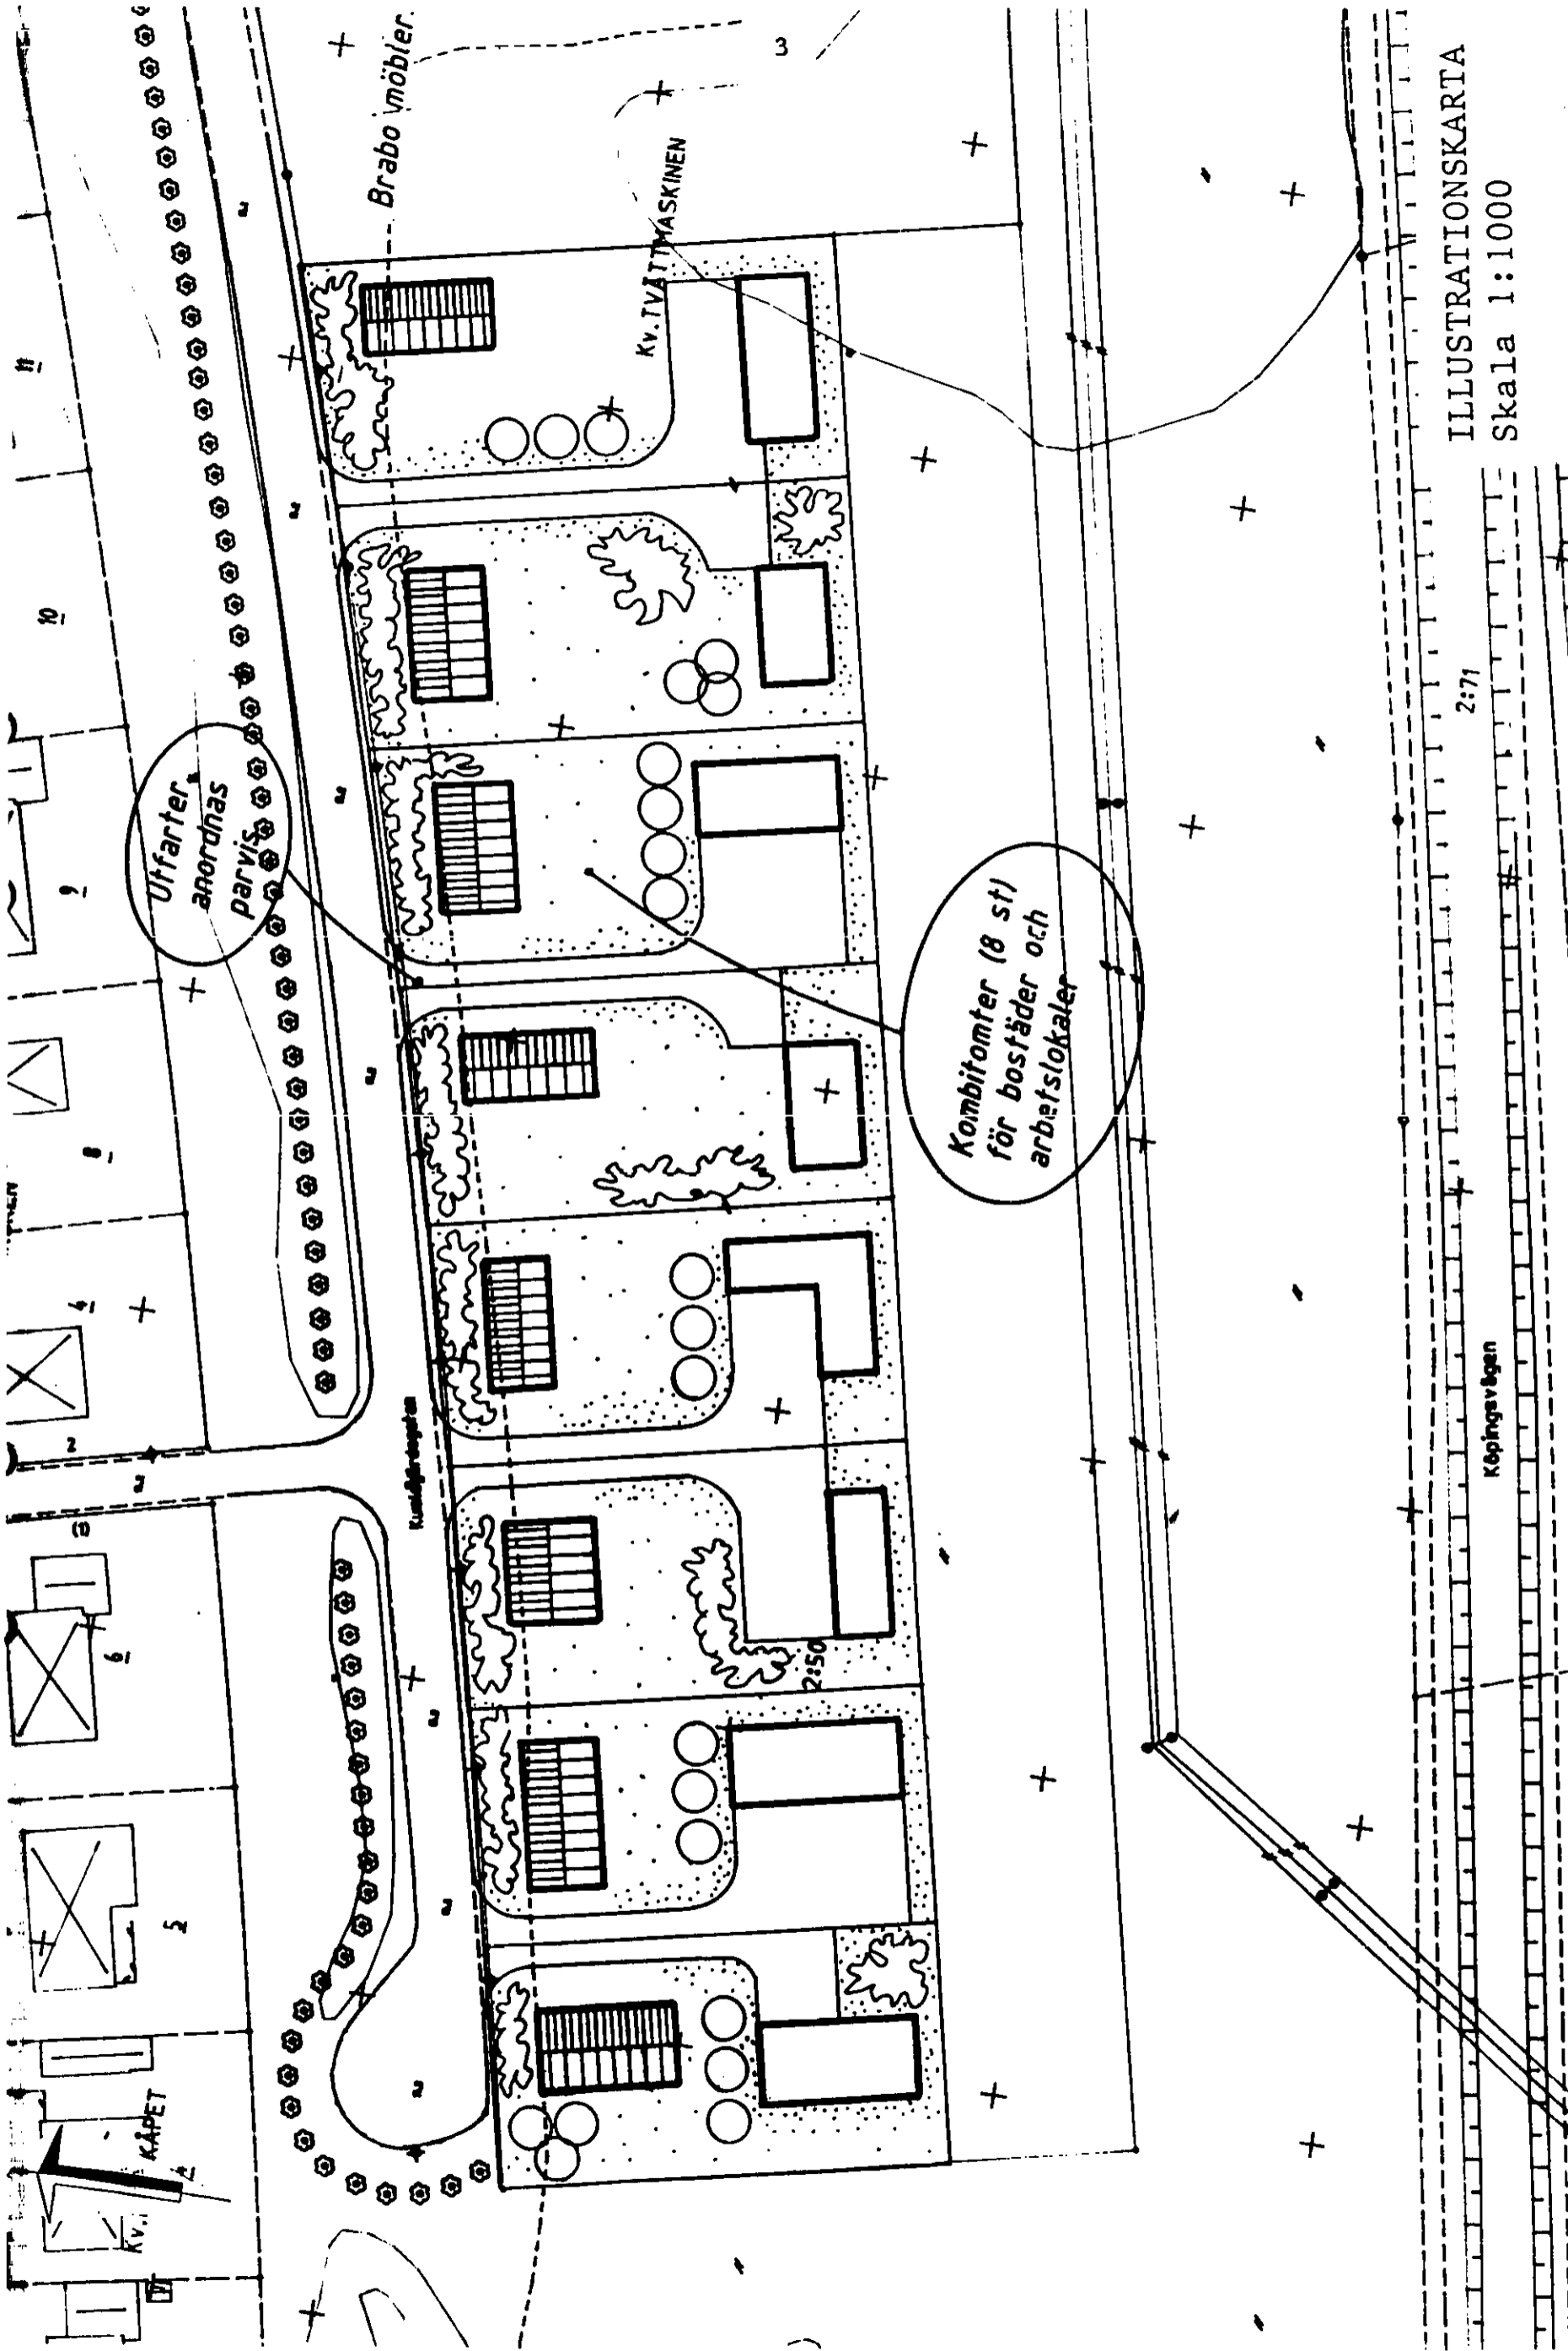 ILLUSTRATIONSKARTA
Skala 1:1000
Utfarter
anordnas
parvis
Kombitomter (8 st)
för bostäder och
arbetslokaler
Brabo möbler.
Kv.TVÄTTMASKINEN
3
11
10
9
8
4
2
6
5
4
Kv.
KÅPET
2:50
2:71
Köpingsvägen